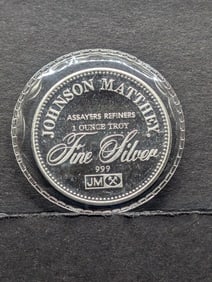 JOHNSON MATTHEY.
ASSAYERS REFINERS
1 OUNCE TROY
Fine Silver
999
JM